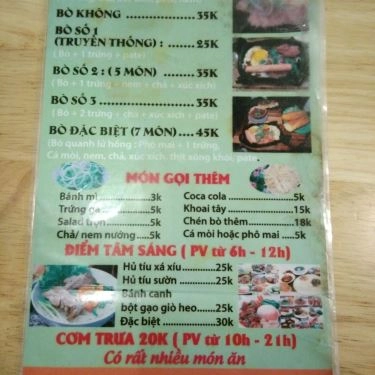 BÒ KHÔNG ................35K
BÒ SỐ 1
(TRUYỀN THỐNG) : .......25K
( Bò + 1 trứng + pate )
BÒ SỐ 2 : ( 5 MÓN) ....35K
( Bò + 1 trứng + nem + chả + xúc xích )
BÒ SỐ 3 ....................35K
( Bò + 2 trứng + chả + xúc xích + pate )
BÒ ĐẶC BIỆT (7 MÓN)....45K
(Bò quanh lử hồng : Phô mai + 1 trứng,
Cá mòi, nem, chả, xúc xích, thịt xông khói, pate
MÓN GỌI THÊM
Bánh mì...............3k
Trứng gà..............5k
Salad trộn............5k
Chả/ nem nướng.....5k
Coca cola.......................5k
Khoai tây.....................15k
Chén bò thêm..............18k
Cá mòi hoặc phô mai....5k
ĐIỂM TÂM SÁNG ( PV từ 6h - 12h)
Hủ tíu xá xíu......25k
Hủ tíu sườn.......25k
Bánh canh
bột gạo giò heo...25k
Đặc biệt............30k
CƠM TRƯA 20K ( PV từ 10h - 21h)
Có rất nhiều món ăn